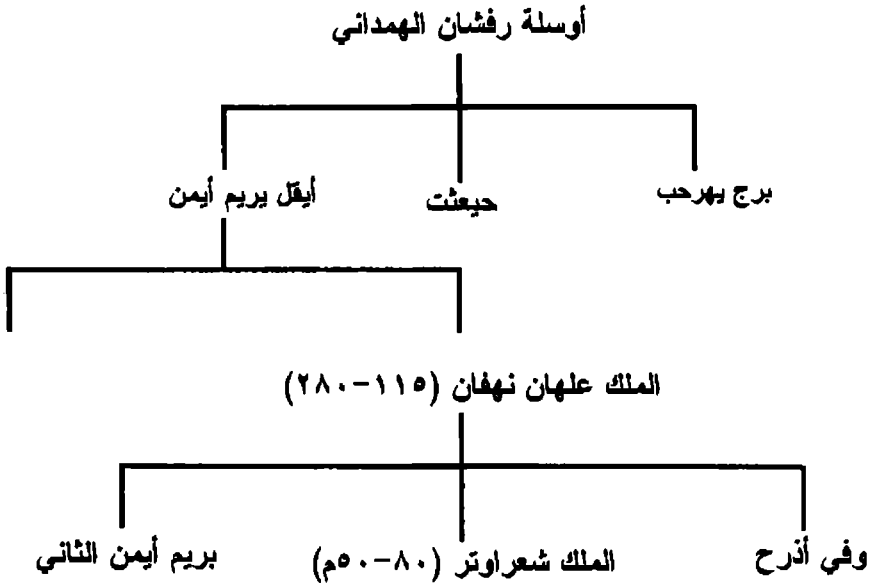 أوسلة رفشان الهمداني
برج يهرحب حيعثت أيقل يريم أيمن
الملك علهان نهفان (١١٥-٢٨٠)
وفي أذرح الملك شعراوتر (٨٠-٥٠م) بريم أيمن الثاني